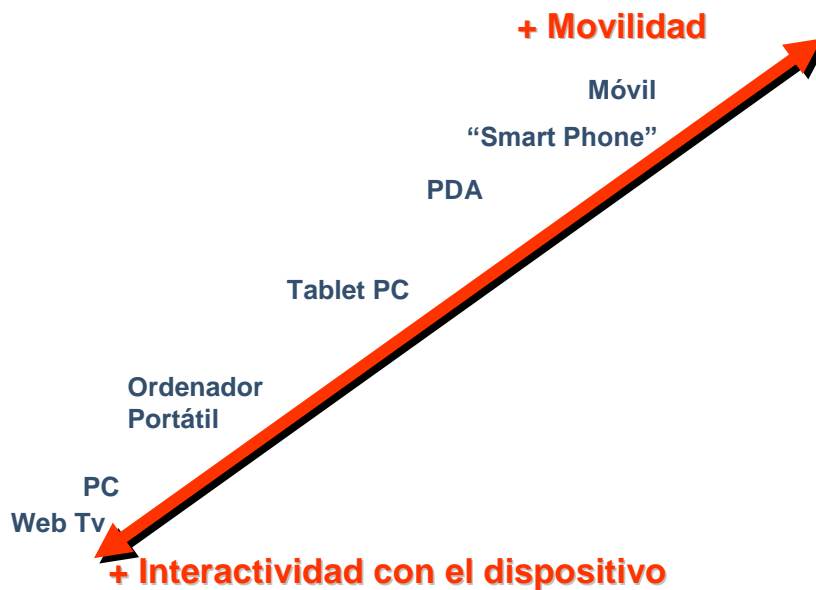 + Movilidad
Móvil
“Smart Phone”
PDA
Tablet PC
Ordenador
Portátil
PC
Web Tv
+ Interactividad con el dispositivo